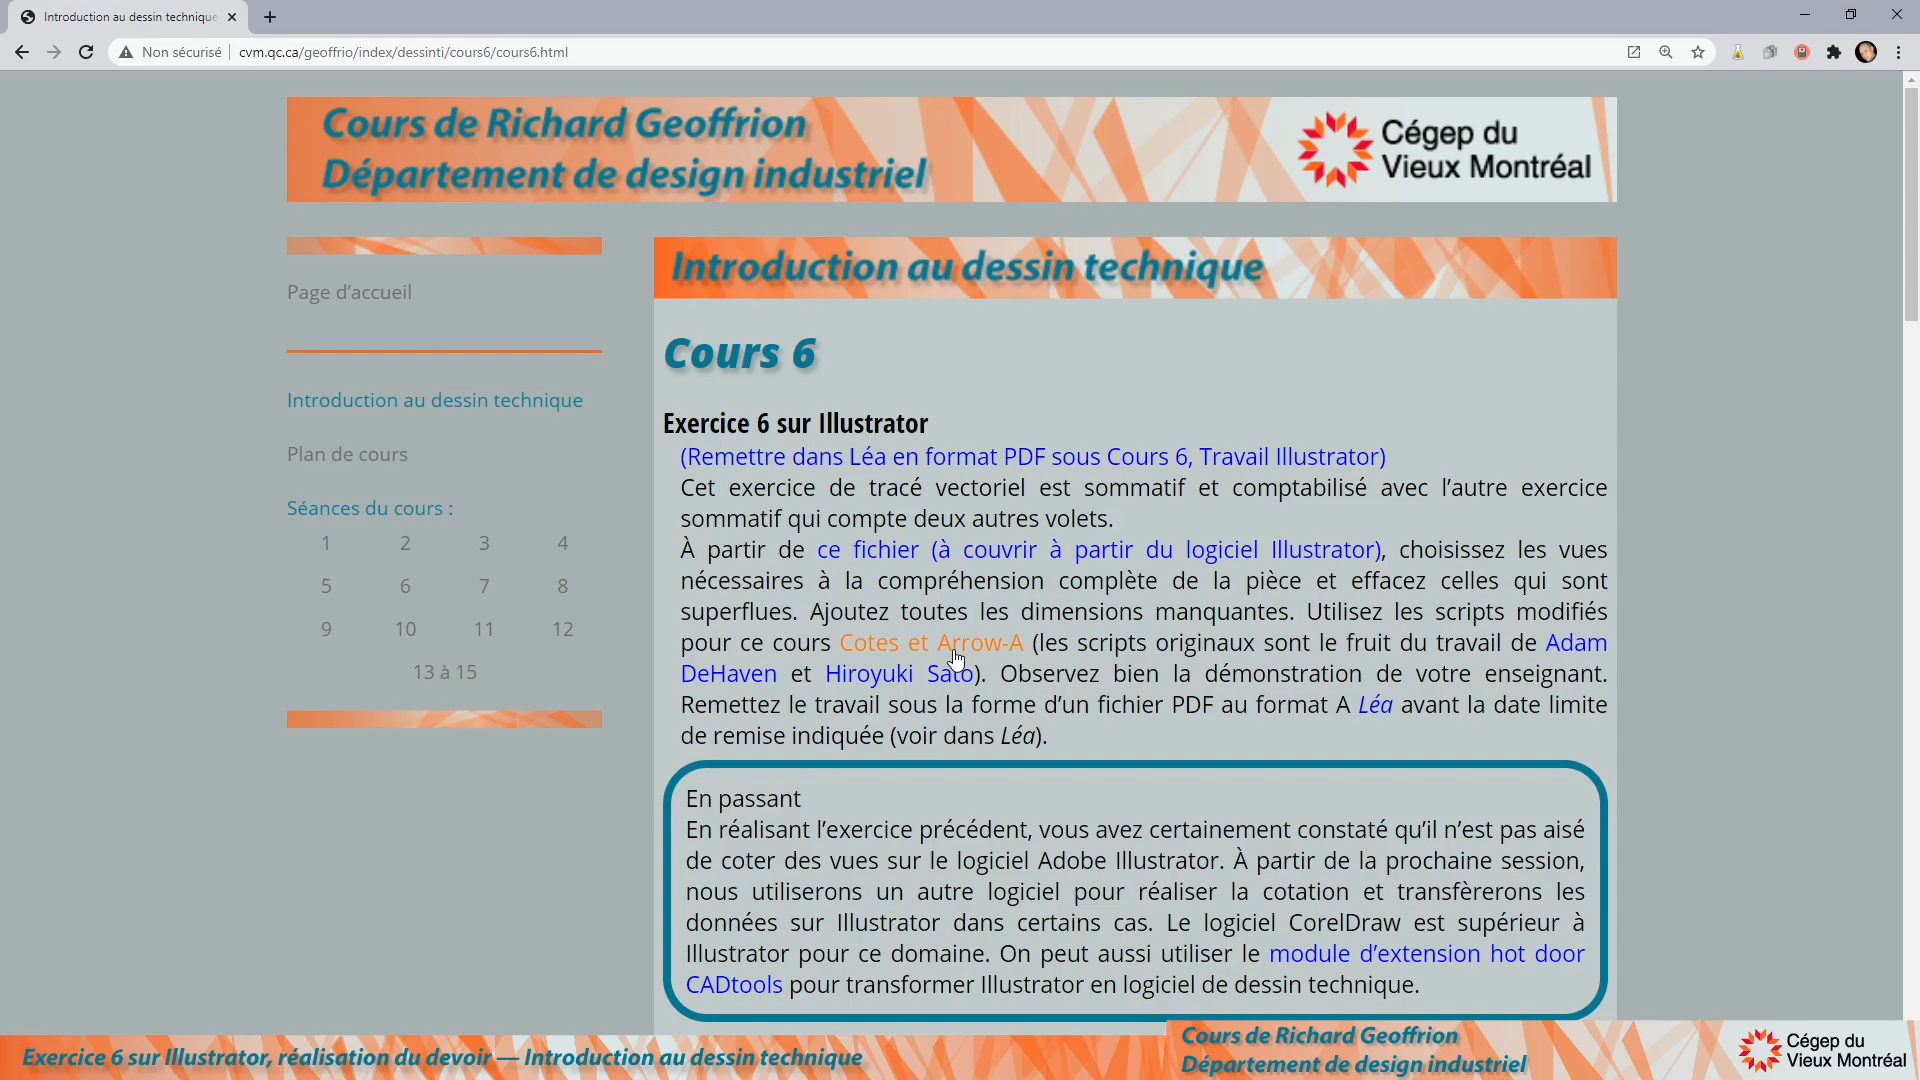 Introduction au dessin technique
Non sécurisé
cvm.qc.ca/geoffrio/index/dessinti/cours6/cours6.html
Cours de Richard Geoffrion
Département de design industriel
Cégep du
Vieux Montréal
Page d'accueil
Introduction au dessin technique
Plan de cours
Séances du cours :
1 2 3 4
5 6 7 8
9 10 11 12
13 à 15
Introduction au dessin technique
Cours 6
Exercice 6 sur Illustrator
(Remettre dans Léa en format PDF sous Cours 6, Travail Illustrator)
Cet exercice de tracé vectoriel est sommatif et comptabilisé avec l'autre exercice
sommatif qui compte deux autres volets.
À partir de ce fichier (à couvrir à partir du logiciel Illustrator), choisissez les vues
nécessaires à la compréhension complète de la pièce et effacez celles qui sont
superflues. Ajoutez toutes les dimensions manquantes. Utilisez les scripts modifiés
pour ce cours Cotes et Arrow-A (les scripts originaux sont le fruit du travail de Adam
DeHaven et Hiroyuki Sato). Observez bien la démonstration de votre enseignant.
Remettez le travail sous la forme d'un fichier PDF au format A Léa avant la date limite
de remise indiquée (voir dans Léa).
En passant
En réalisant l'exercice précédent, vous avez certainement constaté qu'il n'est pas aisé
de coter des vues sur le logiciel Adobe Illustrator. À partir de la prochaine session,
nous utiliserons un autre logiciel pour réaliser la cotation et transfèrerons les
données sur Illustrator dans certains cas. Le logiciel CorelDraw est supérieur à
Illustrator pour ce domaine. On peut aussi utiliser le module d'extension hot door
CADtools pour transformer Illustrator en logiciel de dessin technique.
Exercice 6 sur Illustrator, réalisation du devoir — Introduction au dessin technique
Cours de Richard Geoffrion
Département de design industriel
Cégep du
Vieux Montréal